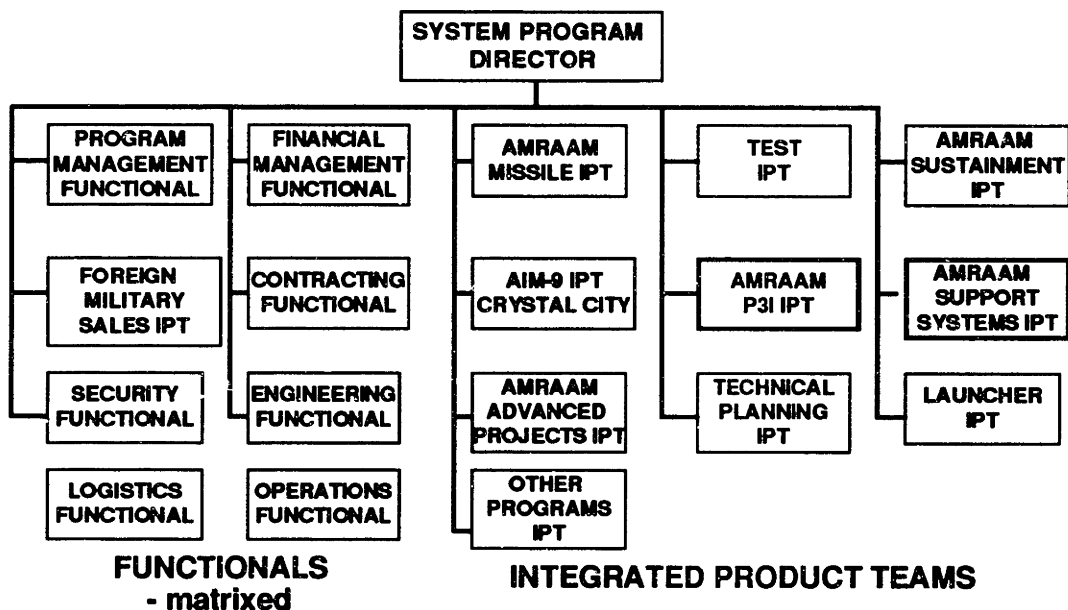 SYSTEM PROGRAM
DIRECTOR
PROGRAM
MANAGEMENT
FUNCTIONAL
FINANCIAL
MANAGEMENT
FUNCTIONAL
AMRAAM
MISSILE IPT
TEST
IPT
AMRAAM
SUSTAINMENT
IPT
FOREIGN
MILITARY
SALES IPT
CONTRACTING
FUNCTIONAL
AIM-9 IPT
CRYSTAL CITY
AMRAAM
P3I IPT
AMRAAM
SUPPORT
SYSTEMS IPT
SECURITY
FUNCTIONAL
ENGINEERING
FUNCTIONAL
AMRAAM
ADVANCED
PROJECTS IPT
TECHNICAL
PLANNING
IPT
LAUNCHER
IPT
LOGISTICS
FUNCTIONAL
OPERATIONS
FUNCTIONAL
OTHER
PROGRAMS
IPT
FUNCTIONALS
- matrixed
INTEGRATED PRODUCT TEAMS